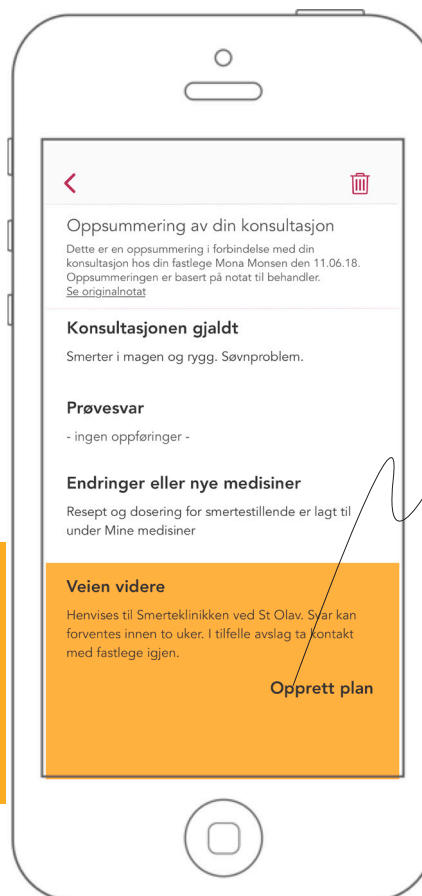 Oppsummering av din konsultasjon
Dette er en oppsummering i forbindelse med din
konsultasjon hos din fastlege Mona Monsen den 11.06.18.
Oppsummeringen er basert på notat til behandler.
Se originalnotat
Konsultasjonen gjaldt
Smerter i magen og rygg. Søvnproblem.
Prøvesvar
- ingen oppføringer -
Endringer eller nye medisiner
Resept og dosering for smertestillende er lagt til
under Mine medisiner
Veien videre
Henvises til Smerteklinikken ved St Olav. Svar kan
forventes innen to uker. I tilfelle avslag ta kontakt
med fastlege igjen.
Opprett plan